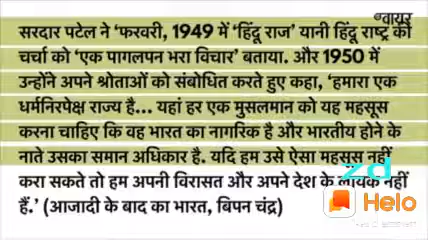 द वायर
सरदार पटेल ने ‘फरवरी, 1949 में ‘हिंदू राज’ यानी हिंदू राष्ट्र की
चर्चा को ‘एक पागलपन भरा विचार’ बताया. और 1950 में
उन्होंने अपने श्रोताओं को संबोधित करते हुए कहा, ‘हमारा एक
धर्मनिरपेक्ष राज्य है... यहां हर एक मुसलमान को यह महसूस
करना चाहिए कि वह भारत का नागरिक है और भारतीय होने के
नाते उसका समान अधिकार है. यदि हम उसे ऐसा महसूस नहीं
करा सकते तो हम अपनी विरासत और अपने देश के लायक नहीं
हैं.’ (आजादी के बाद का भारत, बिपन चंद्र)
zd
Helo